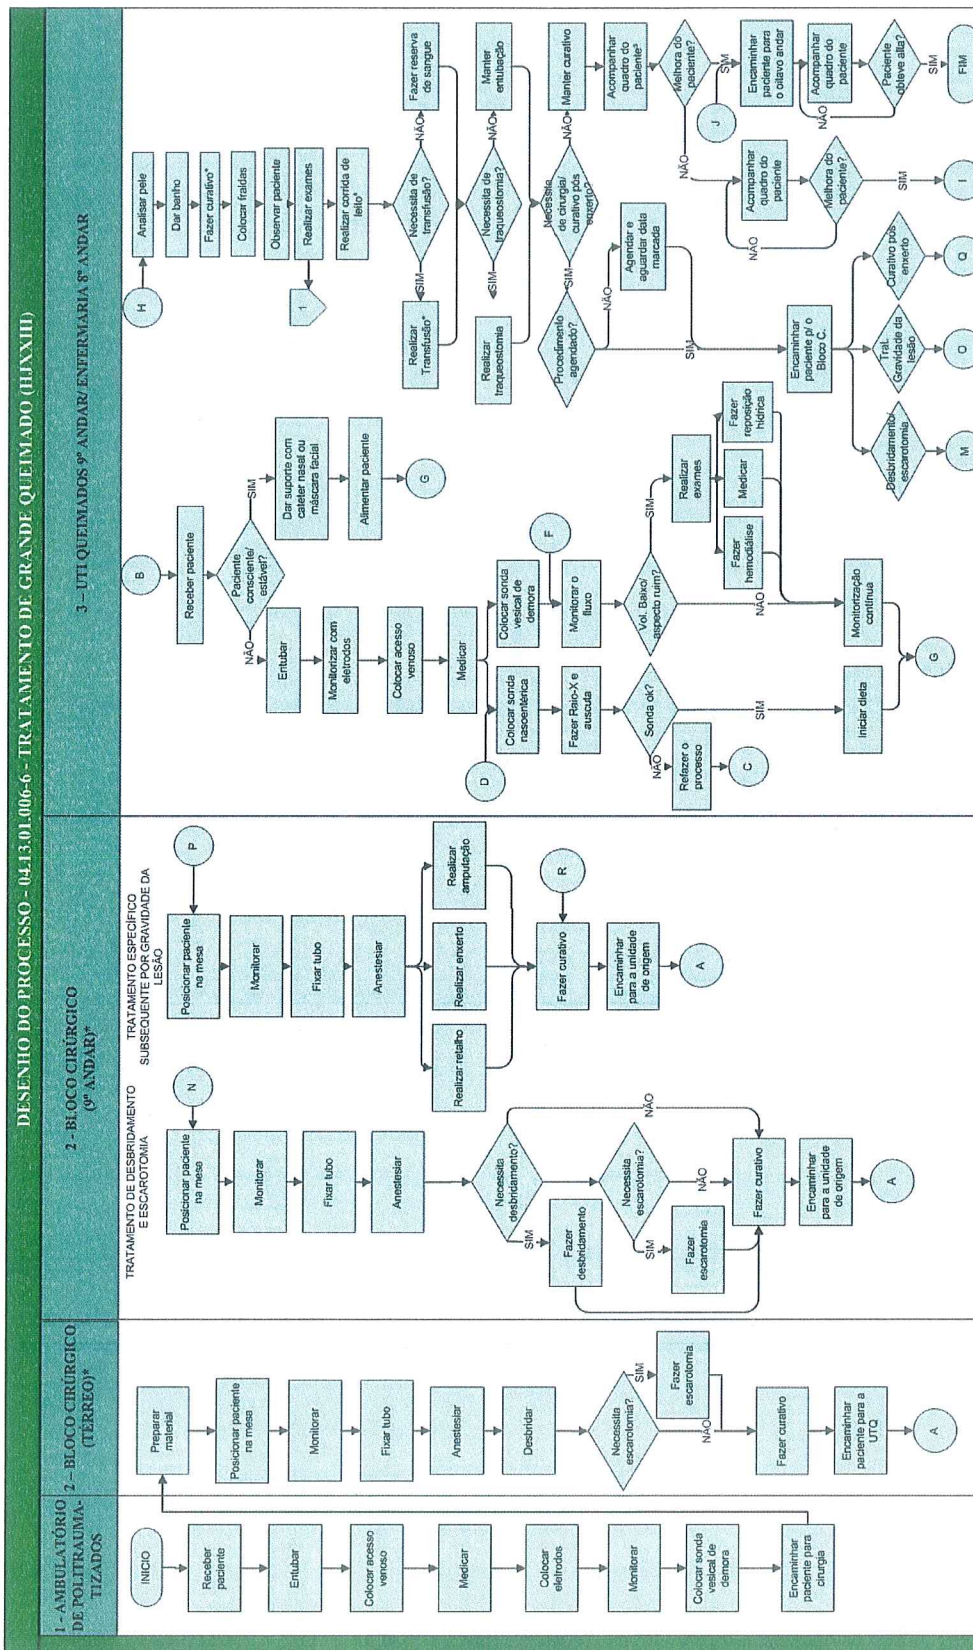 DESENHO DO PROCESSO - 04.13.01.006-6 - TRATAMENTO DE GRANDE QUEIMADO (HJXXIII)
1 - AMBULATÓRIO
DE POLITRAUMA-
TIZADOS
INICIO
Receber
paciente
Entubar
Colocar acesso
venoso
Medicar
Colocar
eletrodos
Monitorar
Colocar sonda
vesical de
demora
Encaminhar
paciente para
cirurgia
2 – BLOCO CIRÚRGICO
(TÉRREO)*
Preparar
material
Posicionar paciente
na mesa
Monitorar
Fixar tubo
Anestesiar
Desbridar
Necessita
escarotomia?
SIM
Fazer
escarotomia.
NÃO
Fazer curativo
Encaminhar
paciente para a
UTQ
A
2 - BLOCO CIRÚRGICO
(9º ANDAR)*
TRATAMENTO DE DESBRIDAMENTO
E ESCAROTOMIA
N
Posicionar paciente
na mesa
Monitorar
Fixar tubo
Anestesiar
Necessita
desbridamento?
SIM
NÃO
Fazer
desbridamento
Necessita
escarotomia?
SIM
NÃO
Fazer
escarotomia
Fazer curativo
Encaminhar
para a unidade
de origem
A
TRATAMENTO ESPECÍFICO
SUBSEQUENTE POR GRAVIDADE DA
LESÃO
P
Posicionar paciente
na mesa
Monitorar
Fixar tubo
Anestesiar
Realizar retalho
Realizar enxerto
Realizar
amputação
R
Fazer curativo
Encaminhar
para a unidade
de origem
A
3 – UTI QUEIMADOS 9º ANDAR/ ENFERMARIA 8º ANDAR
B
Receber paciente
Paciente
consciente/
estável?
NÃO
SIM
Dar suporte com
cateter nasal ou
máscara facial
Alimentar paciente
G
Entubar
Monitorizar com
eletrodos
Colocar acesso
venoso
Medicar
D
Colocar sonda
nasoentérica
Colocar sonda
vesical de
demora
Fazer Raio-X e
ausculta
F
Monitorar o
fluxo
Sonda ok?
NÃO
SIM
Refazer o
processo
C
Vol. Baixo/
aspecto ruim?
SIM
NÃO
Realizar
exames
Fazer
hemodiálise
Medicar
Fazer
reposição
hídrica
Iniciar dieta
Monitorização
contínua
G
H
Analisar pele
Dar banho
Fazer curativo*
Colocar fraldas
Observar paciente
Realizar exames
1
Realizar corrida de
leito*
Necessita de
transfusão?
SIM
NÃO
Realizar
Transfusão*
Fazer reserva
de sangue
Necessita de
traqueostomia?
SIM
NÃO
Realizar
traqueostomia
Manter
entubação
Necessita
de cirurgia/
curativo pós
enxerto?
SIM
NÃO
Manter curativo
Procedimento
agendado?
NÃO
SIM
Agendar e
aguardar data
marcada
Encaminhar
paciente p/ o
Bloco C.
Desbridamento/
escarotomia
Trat.
Gravidade da
lesão
Curativo pós
enxerto
M
O
Q
Acompanhar
quadro do
paciente³
Melhora do
paciente?
NÃO
SIM
J
Acompanhar
quadro do
paciente
Melhora do
paciente?
NÃO
SIM
I
Encaminhar
paciente para
o oitavo andar
Acompanhar
quadro do
paciente
NÃO
Paciente
obteve alta?
SIM
FIM